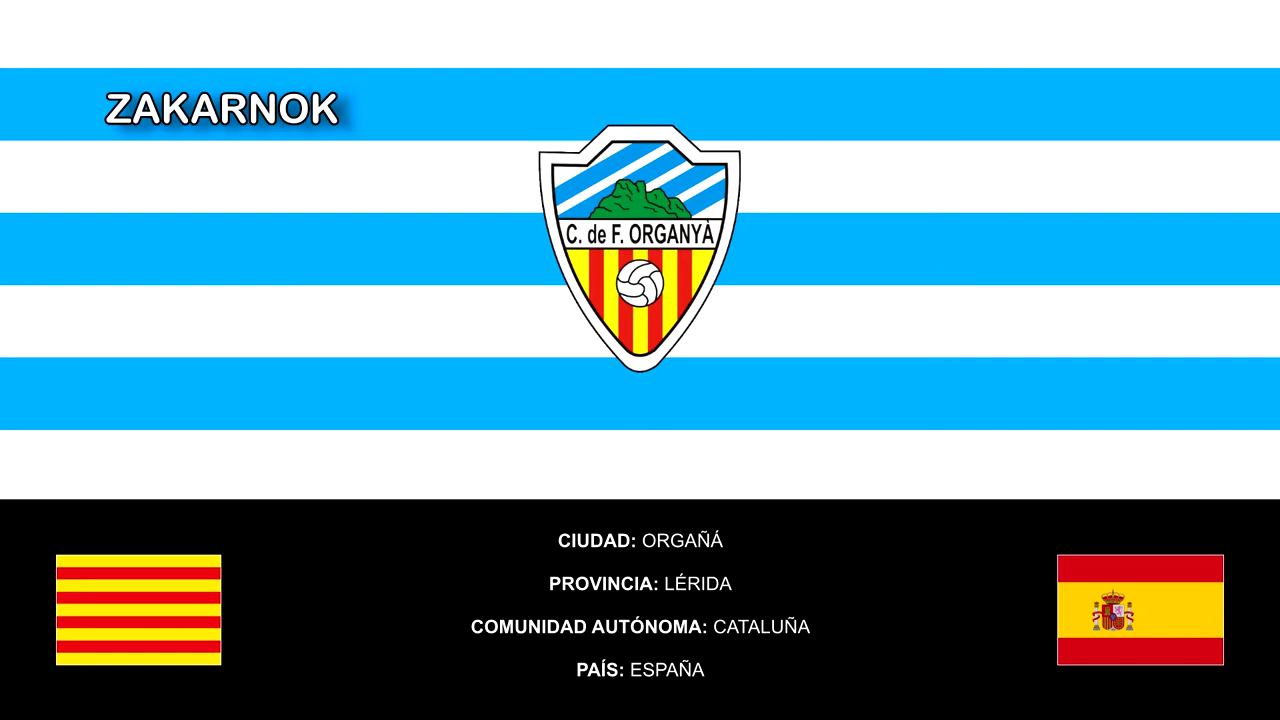 ZAKARNOK
C. de F. ORGANYÀ
CIUDAD: ORGAÑÁ
PROVINCIA: LÉRIDA
COMUNIDAD AUTÓNOMA: CATALUÑA
PAÍS: ESPAÑA